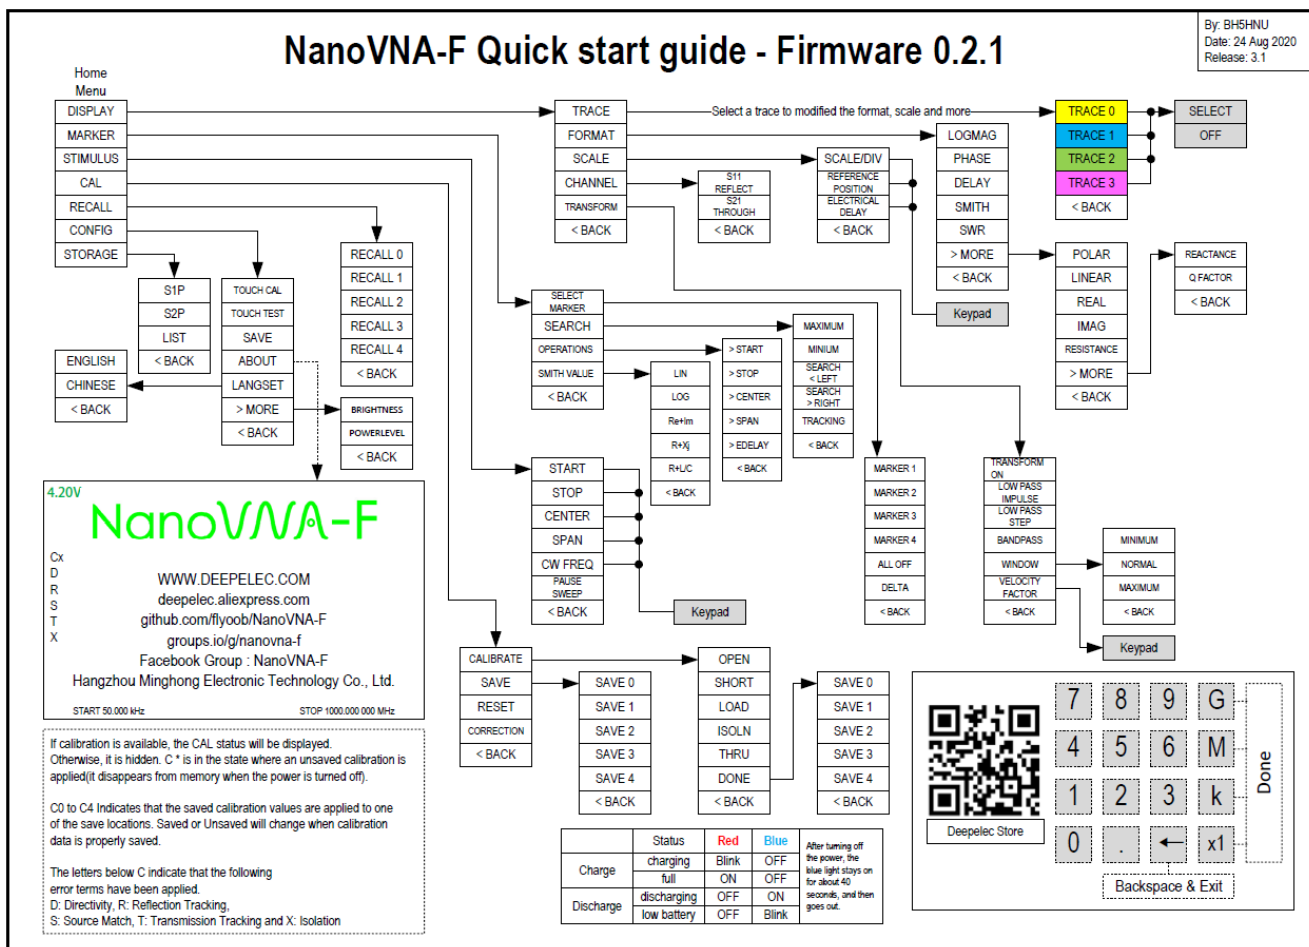 NanoVNA-F Quick start guide - Firmware 0.2.1
By: BH5HNU
Date: 24 Aug 2020
Release: 3.1
Home
Menu
DISPLAY
MARKER
STIMULUS
CAL
RECALL
CONFIG
STORAGE
TRACE
FORMAT
SCALE
CHANNEL
TRANSFORM
< BACK
Select a trace to modified the format, scale and more
TRACE 0
TRACE 1
TRACE 2
TRACE 3
< BACK
SELECT
OFF
LOGMAG
PHASE
DELAY
SMITH
SWR
> MORE
< BACK
SCALE/DIV
REFERENCE
POSITION
ELECTRICAL
DELAY
< BACK
S11
REFLECT
S21
THROUGH
< BACK
Keypad
POLAR
LINEAR
REAL
IMAG
RESISTANCE
> MORE
< BACK
REACTANCE
Q FACTOR
< BACK
RECALL 0
RECALL 1
RECALL 2
RECALL 3
RECALL 4
< BACK
S1P
S2P
LIST
< BACK
TOUCH CAL
TOUCH TEST
SAVE
ABOUT
LANGSET
> MORE
< BACK
ENGLISH
CHINESE
< BACK
BRIGHTNESS
POWERLEVEL
< BACK
SELECT
MARKER
SEARCH
OPERATIONS
SMITH VALUE
< BACK
MAXIMUM
MINIUM
SEARCH
< LEFT
SEARCH
> RIGHT
TRACKING
< BACK
> START
> STOP
> CENTER
> SPAN
> EDELAY
< BACK
LIN
LOG
Re+Im
R+Xj
R+L/C
< BACK
START
STOP
CENTER
SPAN
CW FREQ
PAUSE
SWEEP
< BACK
Keypad
MARKER 1
MARKER 2
MARKER 3
MARKER 4
ALL OFF
DELTA
< BACK
TRANSFORM
ON
LOW PASS
IMPULSE
LOW PASS
STEP
BANDPASS
WINDOW
VELOCITY
FACTOR
< BACK
MINIMUM
NORMAL
MAXIMUM
< BACK
Keypad
4.20V
NanoVNA-F
Cx
D
R
S
T
X
WWW.DEEPELEC.COM
deepelec.aliexpress.com
github.com/flyoob/NanoVNA-F
groups.io/g/nanovna-f
Facebook Group : NanoVNA-F
Hangzhou Minghong Electronic Technology Co., Ltd.
START 50.000 kHz
STOP 1000.000 000 MHz
CALIBRATE
SAVE
RESET
CORRECTION
< BACK
SAVE 0
SAVE 1
SAVE 2
SAVE 3
SAVE 4
< BACK
OPEN
SHORT
LOAD
ISOLN
THRU
DONE
< BACK
SAVE 0
SAVE 1
SAVE 2
SAVE 3
SAVE 4
< BACK
If calibration is available, the CAL status will be displayed.
Otherwise, it is hidden. C * is in the state where an unsaved calibration is
applied(it disappears from memory when the power is turned off).
C0 to C4 Indicates that the saved calibration values are applied to one
of the save locations. Saved or Unsaved will change when calibration
data is properly saved.
The letters below C indicate that the following
error terms have been applied.
D: Directivity, R: Reflection Tracking,
S: Source Match, T: Transmission Tracking and X: Isolation
Status Red Blue
Charge
charging Blink OFF
full ON OFF
Discharge
discharging OFF ON
low battery OFF Blink
After turning off
the power, the
blue light stays on
for about 40
seconds, and then
goes out.
Deepelec Store
7 8 9 G
4 5 6 M
1 2 3 k
0 . ← x1
Done
Backspace & Exit